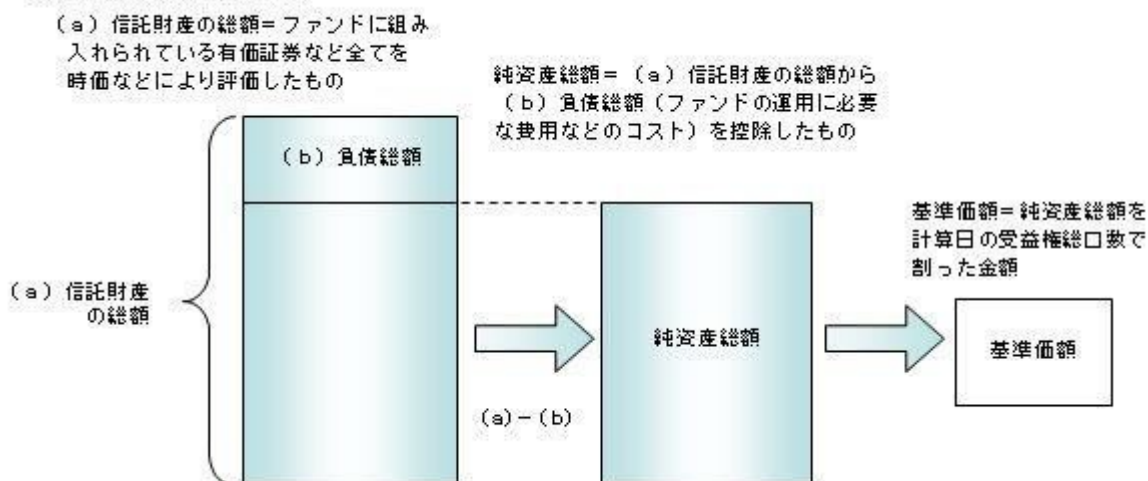 (a)信託財産の総額=ファンドに組み
入れられている有価証券など全てを
時価などにより評価したもの
純資産総額=(a)信託財産の総額から
(b)負債総額(ファンドの運用に必要
な費用などのコスト)を控除したもの
(b)負債総額
基準価額=純資産総額を
計算日の受益権総口数で
割った金額
(a)信託財産
の総額
純資産総額
基準価額
(a)-(b)